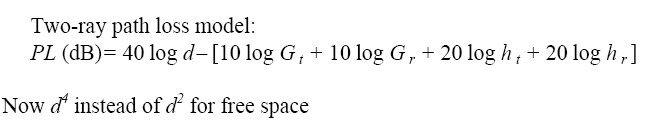 Two-ray path loss model:
PL (dB)= 40 log d–[10 log Gt + 10 log Gr + 20 log ht + 20 log hr]
Now d⁴ instead of d² for free space